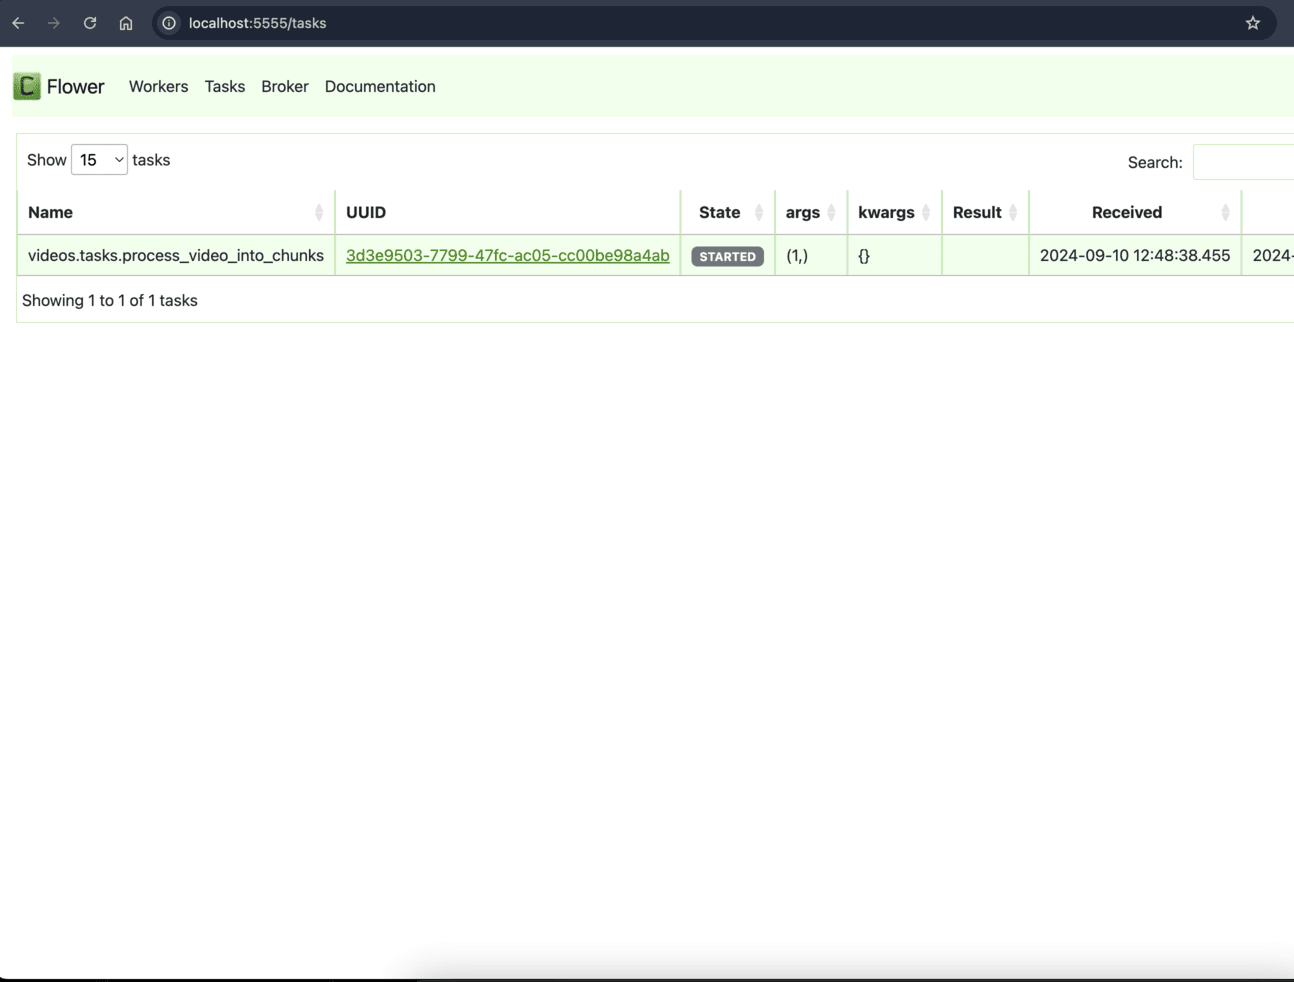 localhost:5555/tasks
C Flower Workers Tasks Broker Documentation
Show 15 tasks Search:
Name UUID State args kwargs Result Received
videos.tasks.process_video_into_chunks 3d3e9503-7799-47fc-ac05-cc00be98a4ab STARTED (1,) {} 2024-09-10 12:48:38.455 2024-
Showing 1 to 1 of 1 tasks